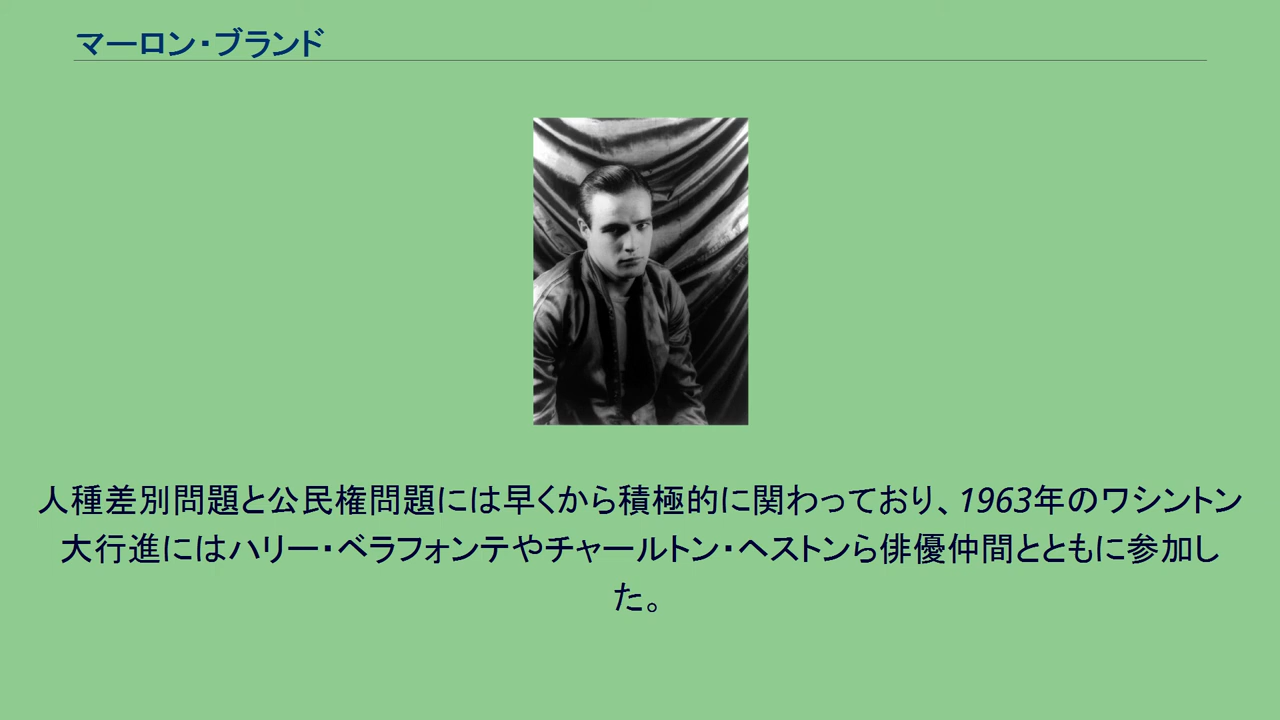 マーロン・ブランド
人種差別問題と公民権問題には早くから積極的に関わっており、1963年のワシントン
大行進にはハリー・ベラフォンテやチャールトン・ヘストンら俳優仲間とともに参加し
た。